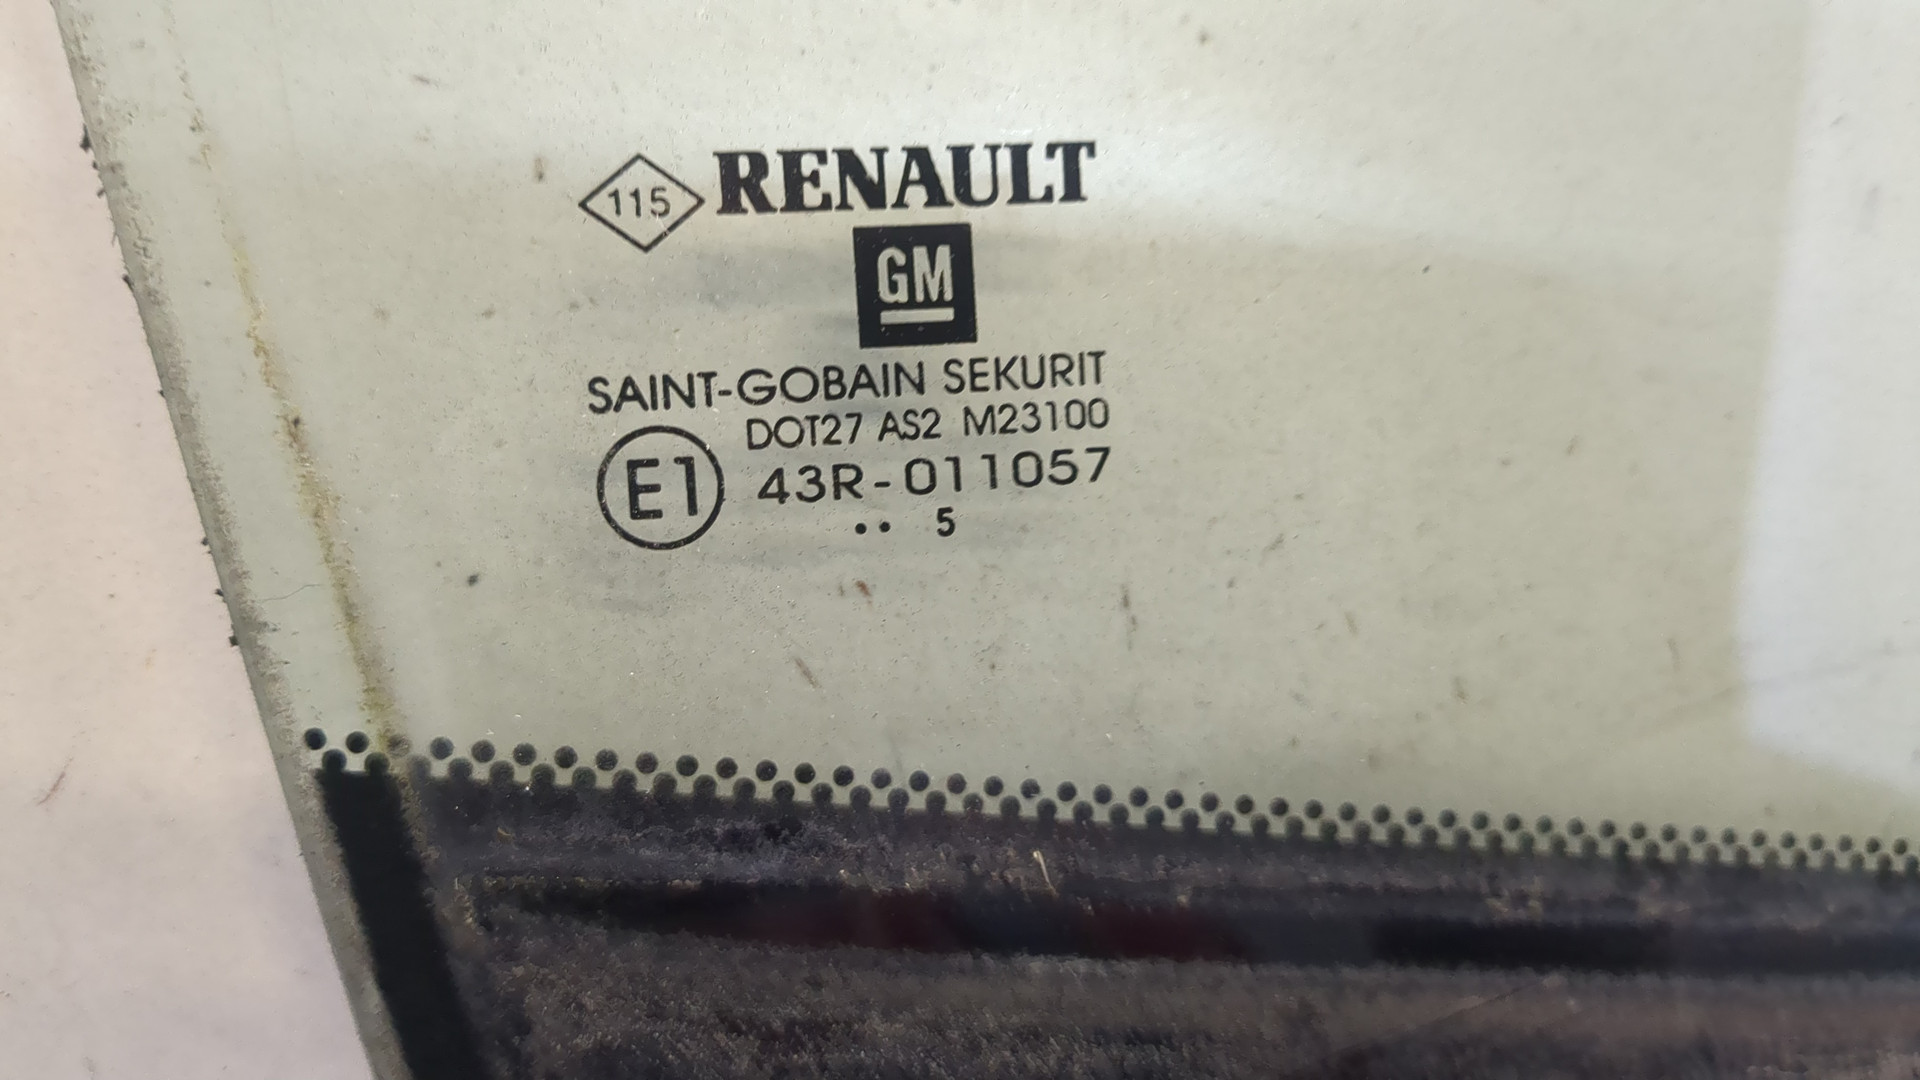 115 RENAULT
GM
SAINT-GOBAIN SEKURIT
DOT27 AS2 M23100
E1 43R-011057
.. 5